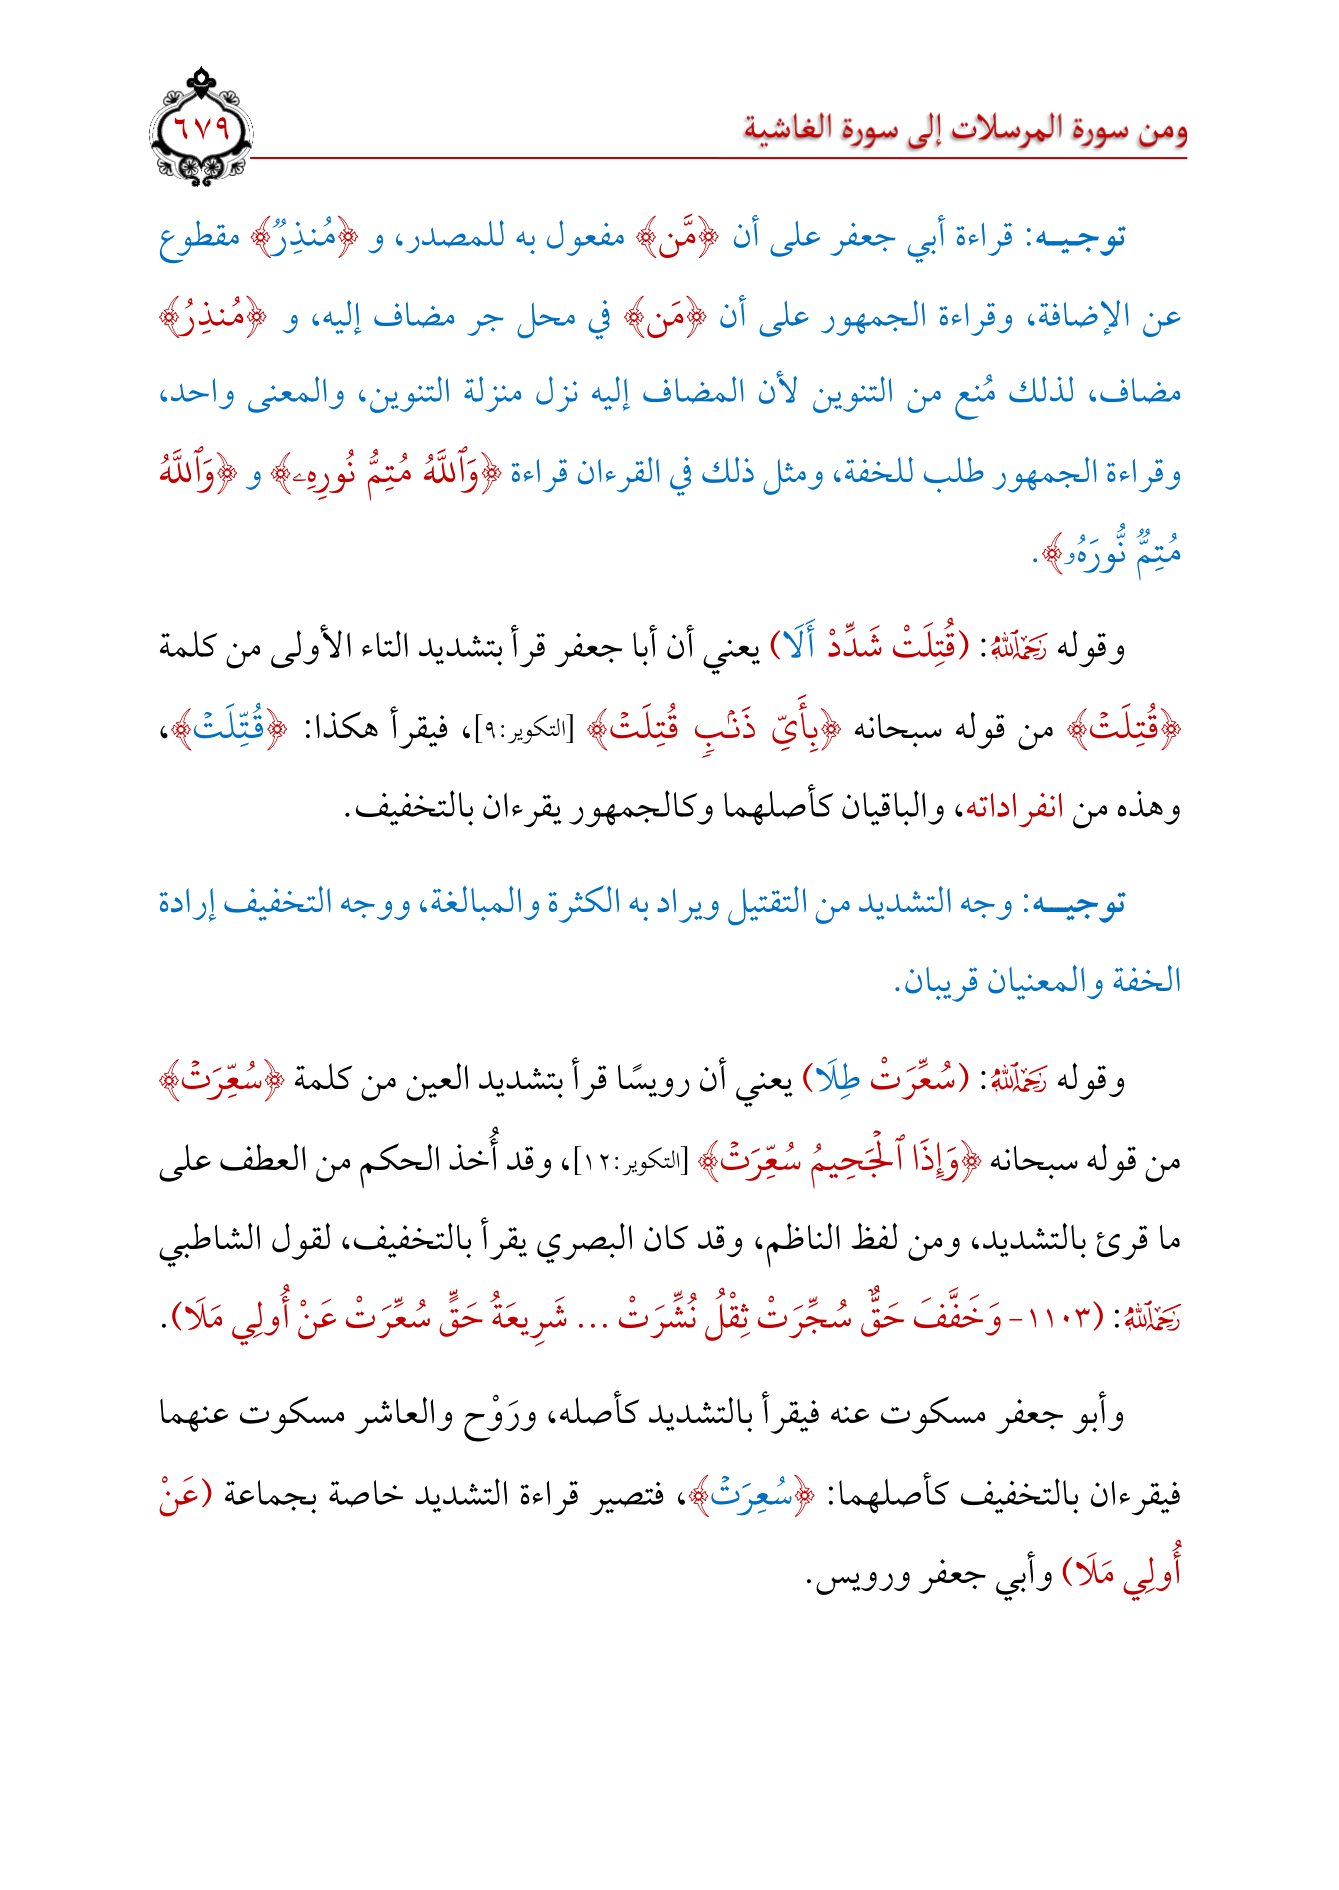 ومن سورة المرسلات إلى سورة الغاشية
٦٧٩
توجيه: قراءة أبي جعفر على أن ﴿مَّن﴾ مفعول به للمصدر، و ﴿مُنذِرٌ﴾ مقطوع
عن الإضافة، وقراءة الجمهور على أن ﴿مَن﴾ في محل جر مضاف إليه، و ﴿مُنذِرُ﴾
مضاف، لذلك مُنع من التنوين لأن المضاف إليه نزل منزلة التنوين، والمعنى واحد،
وقراءة الجمهور طلب للخفة، ومثل ذلك في القرءان قراءة ﴿وَٱللَّهُ مُتِمُّ نُورِهِۦ﴾ و ﴿وَٱللَّهُ
مُتِمٌّ نُّورَهُۥ﴾.
وقوله رَحِمَهُ ٱللَّهُ: (قُتِلَتْ شَدِّدْ أَلَا) يعني أن أبا جعفر قرأ بتشديد التاء الأولى من كلمة
﴿قُتِلَتۡ﴾ من قوله سبحانه ﴿بِأَيِّ ذَنۢبٖ قُتِلَتۡ﴾ [التكوير:٩]، فيقرأ هكذا: ﴿قُتِّلَتۡ﴾،
وهذه من انفراداته، والباقيان كأصلهما وكالجمهور يقرءان بالتخفيف.
توجيه: وجه التشديد من التقتيل ويراد به الكثرة والمبالغة، ووجه التخفيف إرادة
الخفة والمعنيان قريبان.
وقوله رَحِمَهُ ٱللَّهُ: (سُعِّرَتْ طِلَا) يعني أن رويسًا قرأ بتشديد العين من كلمة ﴿سُعِّرَتۡ﴾
من قوله سبحانه ﴿وَإِذَا ٱلۡجَحِيمُ سُعِّرَتۡ﴾ [التكوير:١٢]، وقد أُخذ الحكم من العطف على
ما قرئ بالتشديد، ومن لفظ الناظم، وقد كان البصري يقرأ بالتخفيف، لقول الشاطبي
رَحِمَهُ ٱللَّهُ: (١١٠٣- وَخَفَّفَ حَقٌّ سُجِّرَتْ ثِقْلُ نُشِّرَتْ ... شَرِيعَةُ حَقٍّ سُعِّرَتْ عَنْ أُولِي مَلَا).
وأبو جعفر مسكوت عنه فيقرأ بالتشديد كأصله، ورَوْح والعاشر مسكوت عنهما
فيقرءان بالتخفيف كأصلهما: ﴿سُعِرَتۡ﴾، فتصير قراءة التشديد خاصة بجماعة (عَنْ
أُولِي مَلَا) وأبي جعفر ورويس.